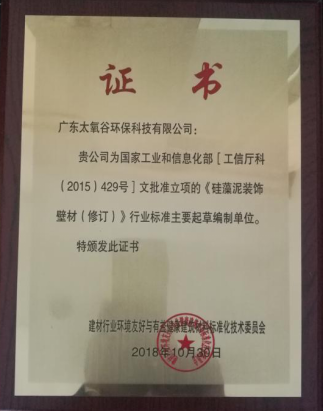 证书
广东太氧谷环保科技有限公司：
贵公司为国家工业和信息化部［工信厅科
（2015）429号］文批准立项的《硅藻泥装饰
壁材（修订）》行业标准主要起草编制单位。
特颁发此证书
建材行业环境友好与有益健康建筑材料标准化技术委员会
2018年10月30日